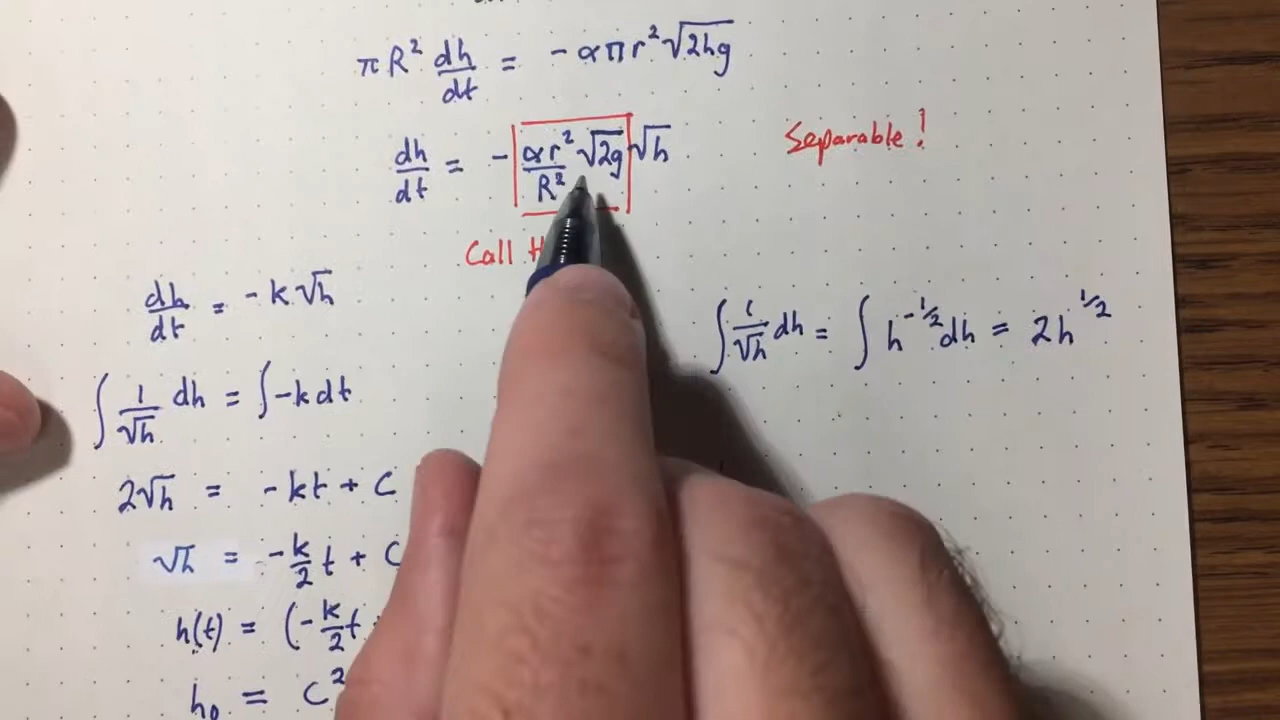 πR² dh/dt = -απr²√2hg
dh/dt = - αr²/R² √2g √h
Separable!
Call
dh/dt = -k√h
∫ 1/√h dh = ∫ h^(-1/2) dh = 2h^(1/2)
∫ 1/√h dh = ∫ -k dt
2√h = -kt + C
√h = -k/2 t + C
h(t) = (-k/2 t
h₀ = C²